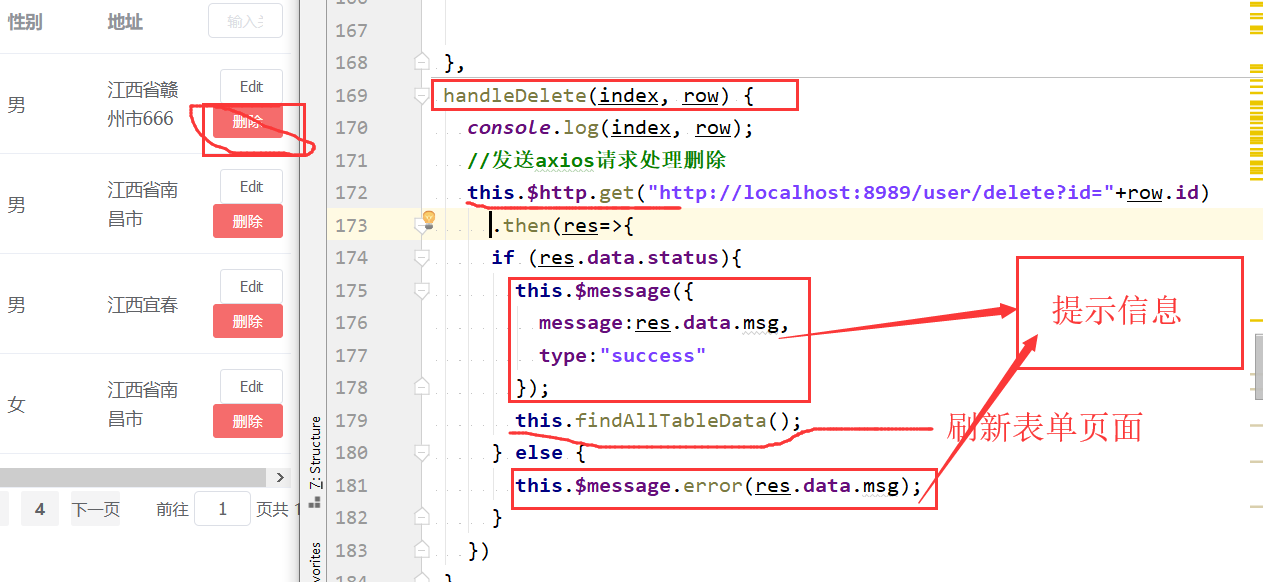 性别 地址 输入关
男 江西省赣州市666 Edit 删除
男 江西省南昌市 Edit 删除
男 江西宜春 Edit 删除
女 江西省南昌市 Edit 删除
4 下一页 前往 1 页共 1
Z: Structure
vorites
167
168 },
169 handleDelete(index, row) {
170 console.log(index, row);
171 //发送axios请求处理删除
172 this.$http.get("http://localhost:8989/user/delete?id="+row.id)
173 .then(res=>{
174 if (res.data.status){
175 this.$message({
176 message:res.data.msg,
177 type:"success"
178 });
179 this.findAllTableData();
180 } else {
181 this.$message.error(res.data.msg);
182 }
183 })
提示信息
刷新表单页面